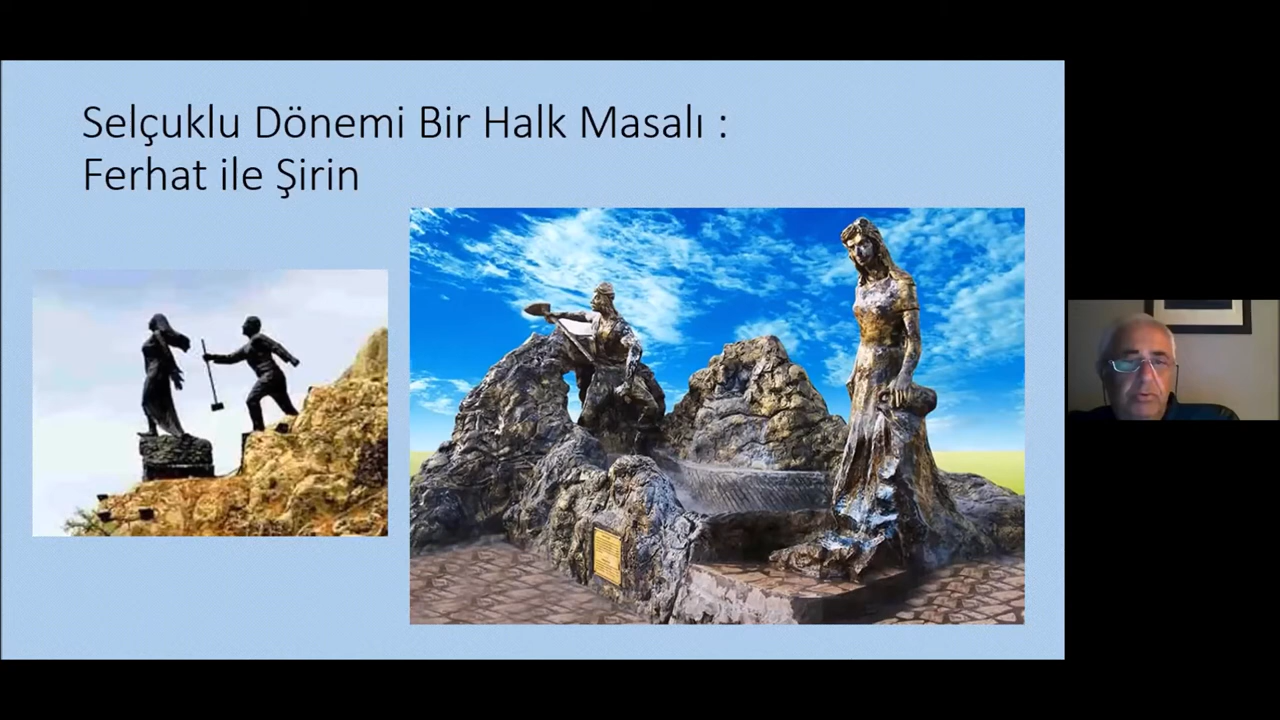 Selçuklu Dönemi Bir Halk Masalı :
Ferhat ile Şirin